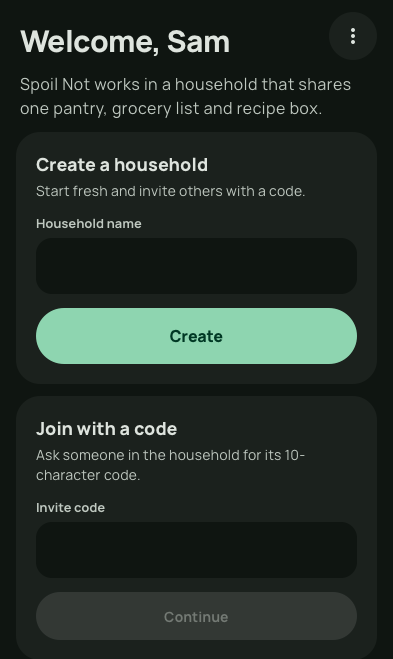 Welcome, Sam
Spoil Not works in a household that shares
one pantry, grocery list and recipe box.
Create a household
Start fresh and invite others with a code.
Household name
Create
Join with a code
Ask someone in the household for its 10-
character code.
Invite code
Continue